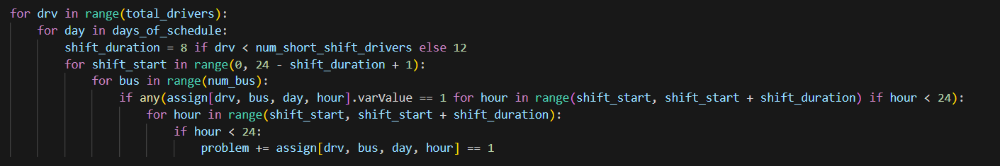 for drv in range(total_drivers):
    for day in days_of_schedule:
        shift_duration = 8 if drv < num_short_shift_drivers else 12
        for shift_start in range(0, 24 - shift_duration + 1):
            for bus in range(num_bus):
                if any(assign[drv, bus, day, hour].varValue == 1 for hour in range(shift_start, shift_start + shift_duration) if hour < 24):
                    for hour in range(shift_start, shift_start + shift_duration):
                        if hour < 24:
                            problem += assign[drv, bus, day, hour] == 1